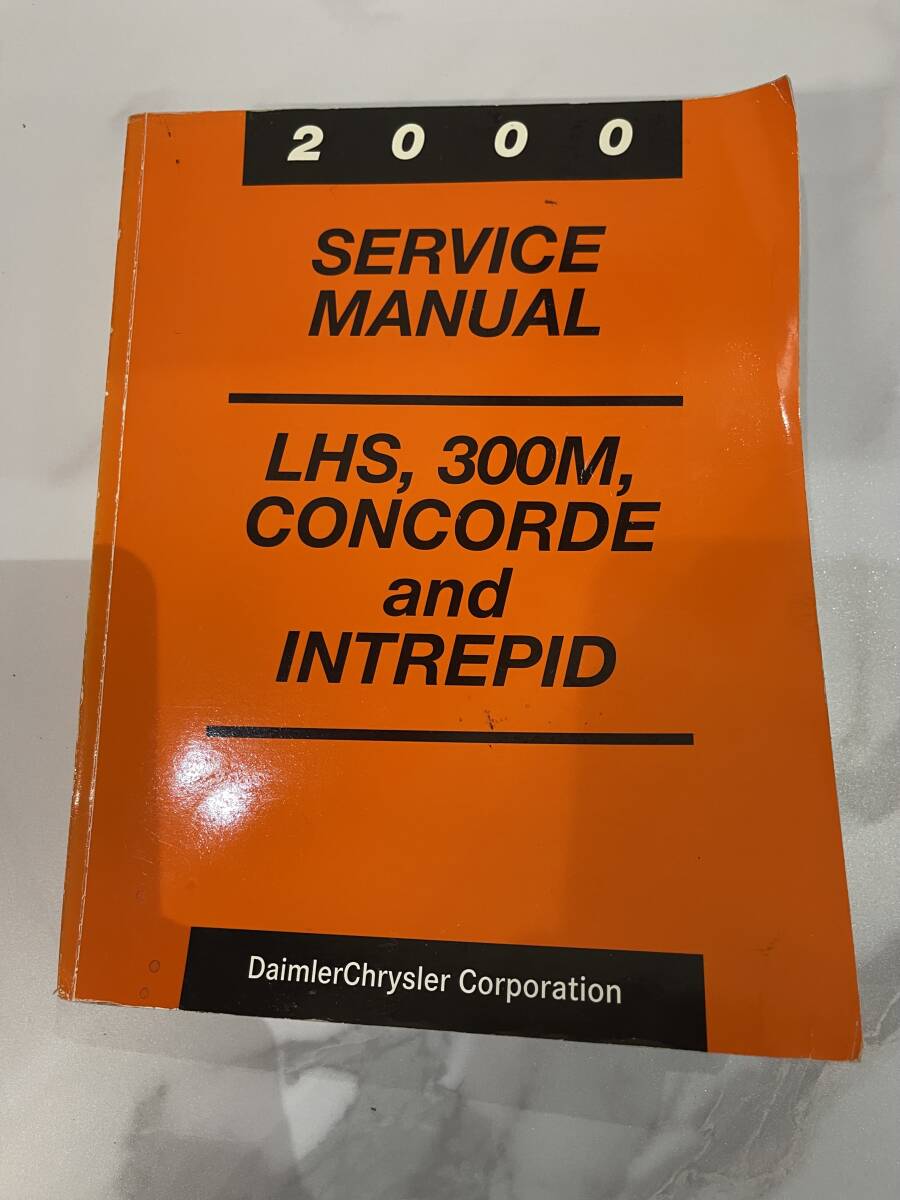 2000
SERVICE
MANUAL
LHS, 300M,
CONCORDE
and
INTREPID
DaimlerChrysler Corporation